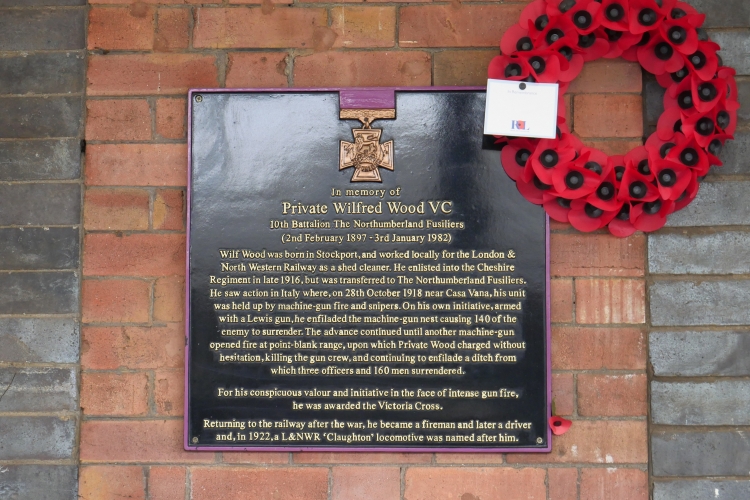 In memory of
Private Wilfred Wood VC
10th Battalion The Northumberland Fusiliers
(2nd February 1897 - 3rd January 1982)
Wilf Wood was born in Stockport, and worked locally for the London &
North Western Railway as a shed cleaner. He enlisted into the Cheshire
Regiment in late 1916, but was transferred to The Northumberland Fusiliers.
He saw action in Italy where, on 28th October 1918 near Casa Vana, his unit
was held up by machine-gun fire and snipers. On his own initiative, armed
with a Lewis gun, he enfiladed the machine-gun nest causing 140 of the
enemy to surrender. The advance continued until another machine-gun
opened fire at point-blank range, upon which Private Wood charged without
hesitation, killing the gun crew, and continuing to enfilade a ditch from
which three officers and 160 men surrendered.
For his conspicuous valour and initiative in the face of intense gun fire,
he was awarded the Victoria Cross.
Returning to the railway after the war, he became a fireman and later a driver
and, in 1922, a L&NWR ‘Claughton’ locomotive was named after him.